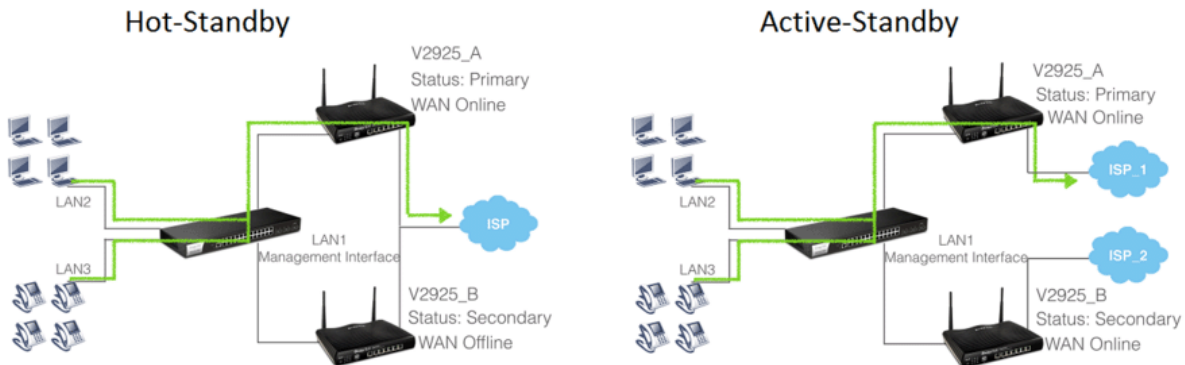 Hot-Standby
V2925_A
Status: Primary
WAN Online
LAN2
ISP
LAN1
Management Interface
LAN3
V2925_B
Status: Secondary
WAN Offline
Active-Standby
V2925_A
Status: Primary
WAN Online
ISP_1
LAN2
LAN1
Management Interface
ISP_2
LAN3
V2925_B
Status: Secondary
WAN Online